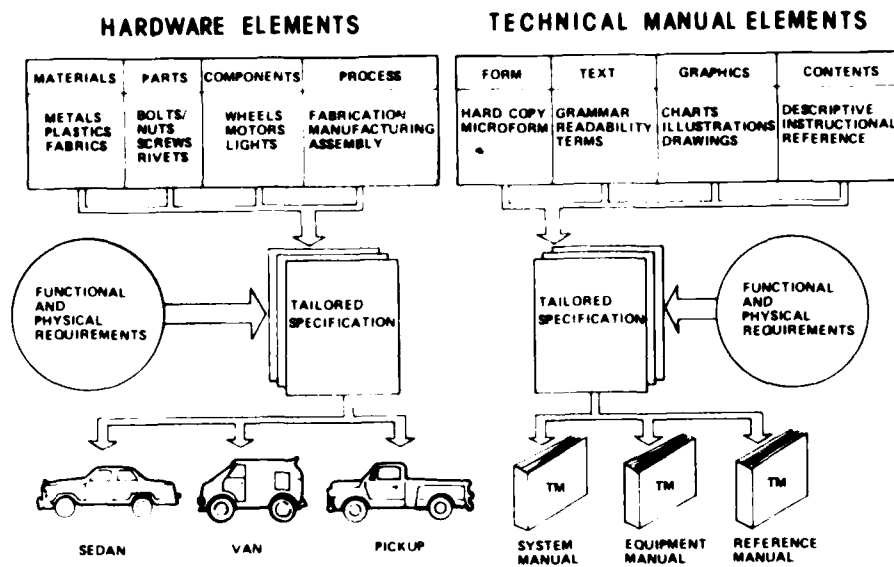 HARDWARE ELEMENTS
MATERIALS PARTS COMPONENTS PROCESS
METALS
PLASTICS
FABRICS
BOLTS/
NUTS
SCREWS
RIVETS
WHEELS
MOTORS
LIGHTS
FABRICATION
MANUFACTURING
ASSEMBLY
FUNCTIONAL
AND
PHYSICAL
REQUIREMENTS
TAILORED
SPECIFICATION
SEDAN
VAN
PICKUP
TECHNICAL MANUAL ELEMENTS
FORM TEXT GRAPHICS CONTENTS
HARD COPY
MICROFORM
GRAMMAR
READABILITY
TERMS
CHARTS
ILLUSTRATIONS
DRAWINGS
DESCRIPTIVE
INSTRUCTIONAL
REFERENCE
TAILORED
SPECIFICATION
FUNCTIONAL
AND
PHYSICAL
REQUIREMENTS
TM
TM
TM
SYSTEM
MANUAL
EQUIPMENT
MANUAL
REFERENCE
MANUAL